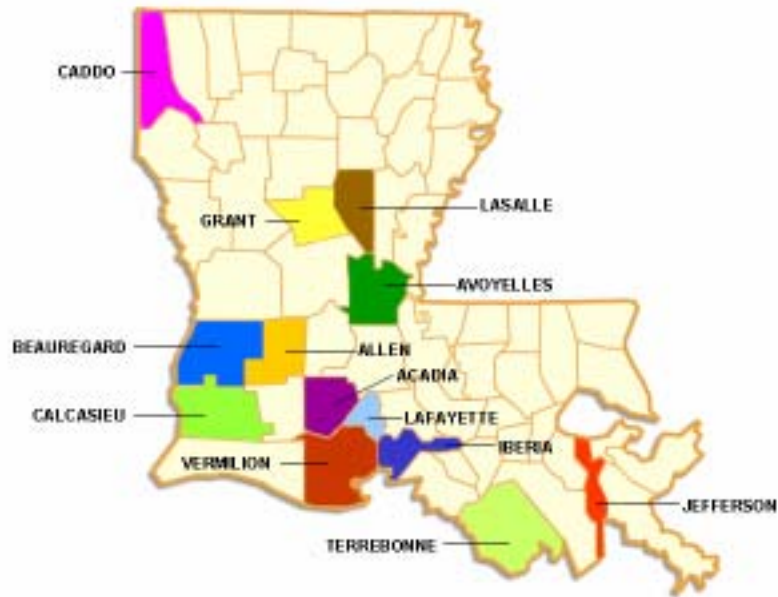 CADDO
LASALLE
GRANT
AVOYELLES
BEAUREGARD
ALLEN
ACADIA
CALCASIEU
LAFAYETTE
IBERIA
VERMILION
JEFFERSON
TERREBONNE